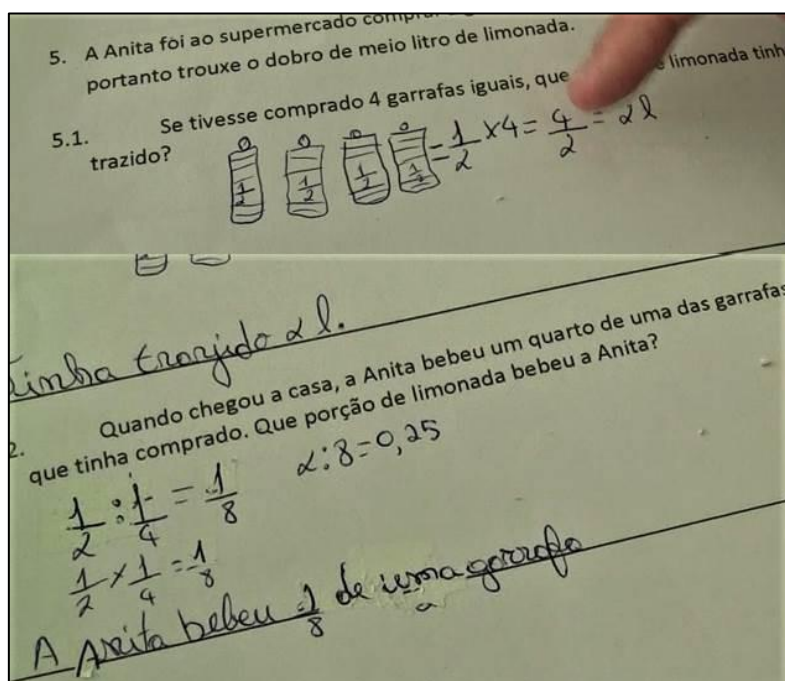 5. A Anita foi ao supermercado
portanto trouxe o dobro de meio litro de limonada.
5.1. Se tivesse comprado 4 garrafas iguais, que limonada tinh
trazido?
1/2 1/2 1/2 1/2 = 1/2 × 4 = 4/2 = 2 l
Tinha trazido 2 l.
2. Quando chegou a casa, a Anita bebeu um quarto de uma das garrafas
que tinha comprado. Que porção de limonada bebeu a Anita?
1/2 : 1/4 = 1/8 2:8=0,25
1/2 × 1/4 = 1/8
A Anita bebeu 1/8 de uma garrafa